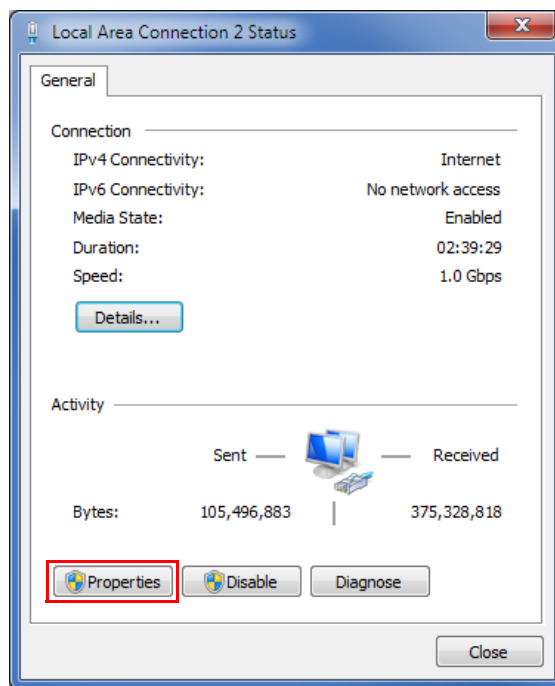 Local Area Connection 2 Status
General
Connection
IPv4 Connectivity: Internet
IPv6 Connectivity: No network access
Media State: Enabled
Duration: 02:39:29
Speed: 1.0 Gbps
Details...
Activity
Sent Received
Bytes: 105,496,883 375,328,818
Properties Disable Diagnose
Close